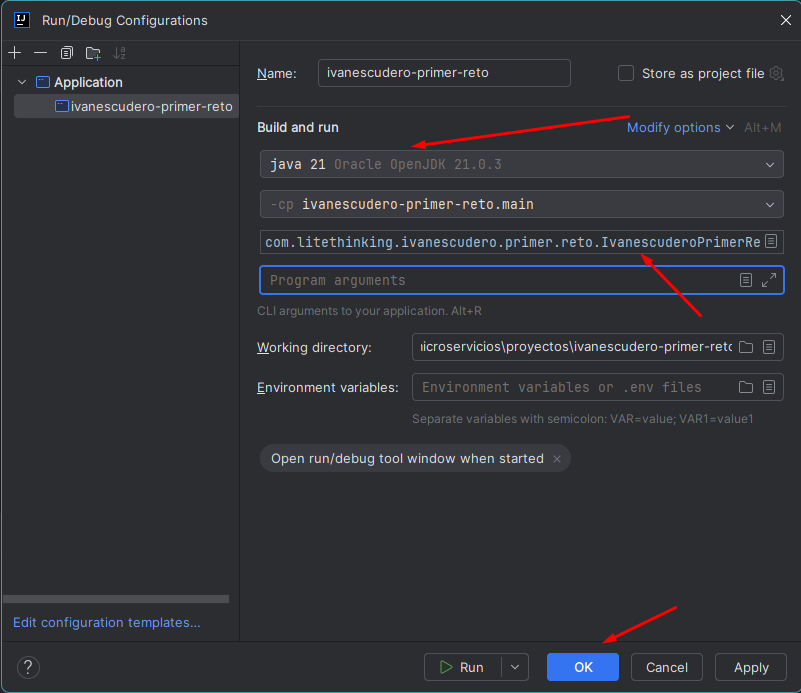 Run/Debug Configurations
Application
ivanescudero-primer-reto
Name: ivanescudero-primer-reto Store as project file
Build and run Modify options Alt+M
java 21 Oracle OpenJDK 21.0.3
-cp ivanescudero-primer-reto.main
com.litethinking.ivanescudero.primer.reto.IvanescuderoPrimerRe
Program arguments
CLI arguments to your application. Alt+R
Working directory: icroservicios\proyectos\ivanescudero-primer-reto
Environment variables: Environment variables or .env files
Separate variables with semicolon: VAR=value; VAR1=value1
Open run/debug tool window when started
Edit configuration templates...
? Run OK Cancel Apply